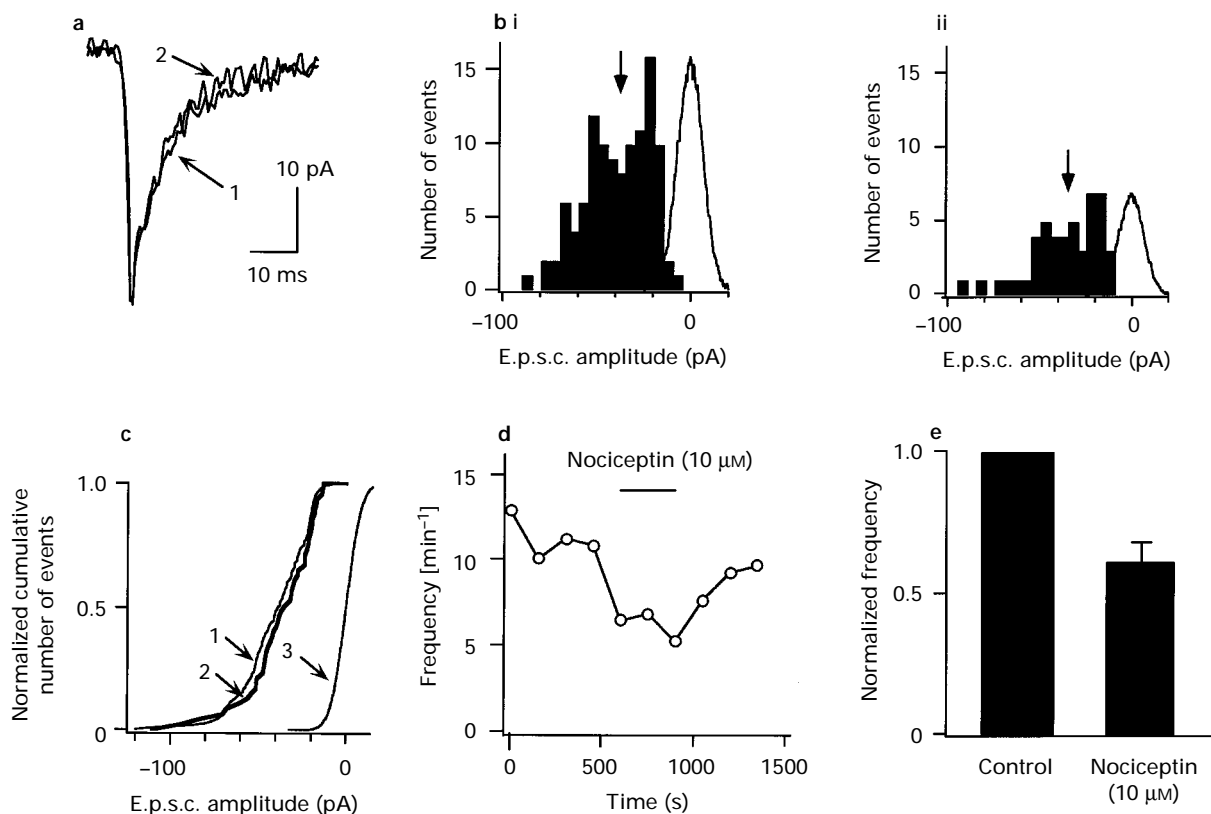 a
2
1
10 pA
10 ms
b i
Number of events
15
10
5
0
−100
0
E.p.s.c. amplitude (pA)
ii
Number of events
15
10
5
0
−100
0
E.p.s.c. amplitude (pA)
c
Normalized cumulative
number of events
1.0
0.5
0
1
2
3
−100
0
E.p.s.c. amplitude (pA)
d
Nociceptin (10 μM)
Frequency [min⁻¹]
15
10
5
0
0
500
1000
1500
Time (s)
e
Normalized frequency
1.0
0.5
0
Control
Nociceptin
(10 μM)